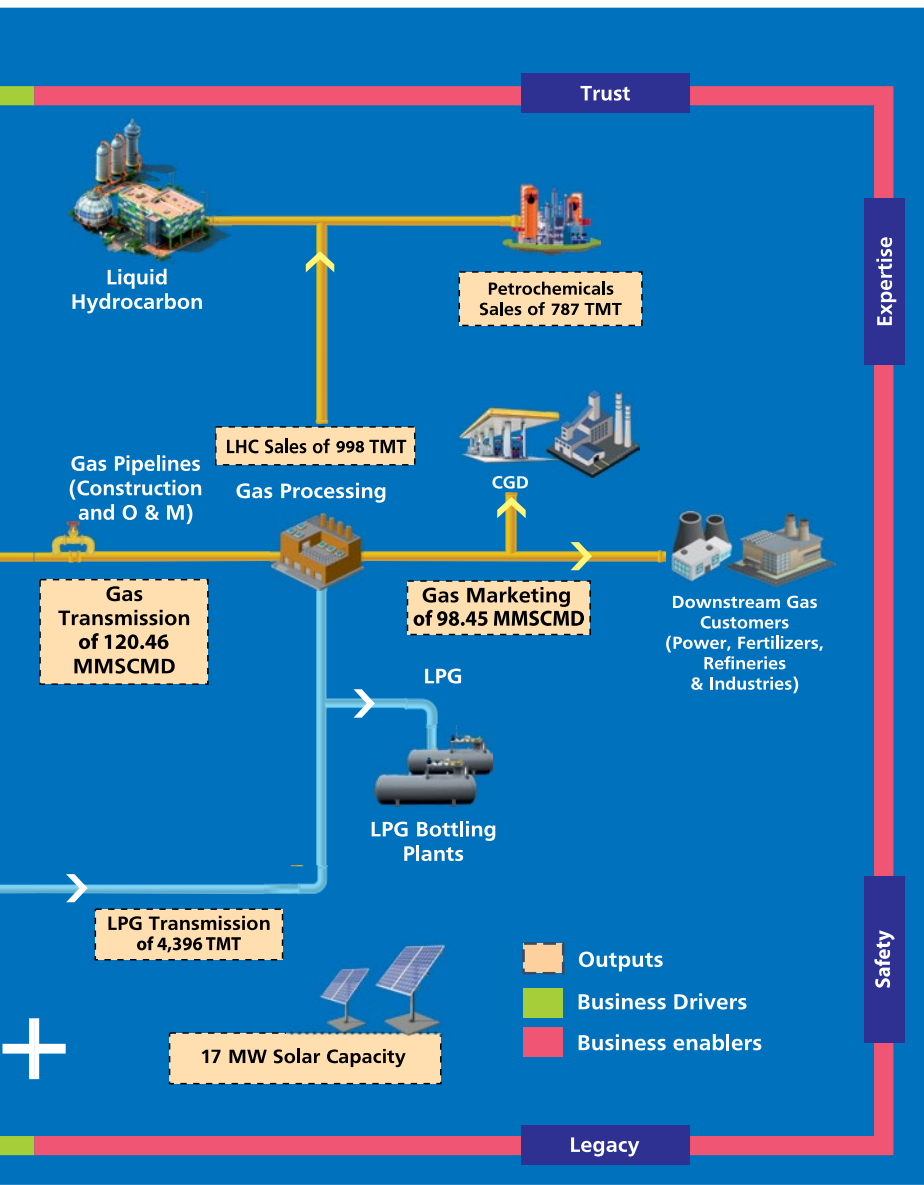 Trust
Expertise
Liquid
Hydrocarbon
Petrochemicals
Sales of 787 TMT
LHC Sales of 998 TMT
Gas Pipelines
(Construction
and O & M)
Gas Processing
CGD
Gas
Transmission
of 120.46
MMSCMD
Gas Marketing
of 98.45 MMSCMD
Downstream Gas
Customers
(Power, Fertilizers,
Refineries
& Industries)
LPG
LPG Bottling
Plants
LPG Transmission
of 4,396 TMT
Safety
Outputs
Business Drivers
Business enablers
+
17 MW Solar Capacity
Legacy